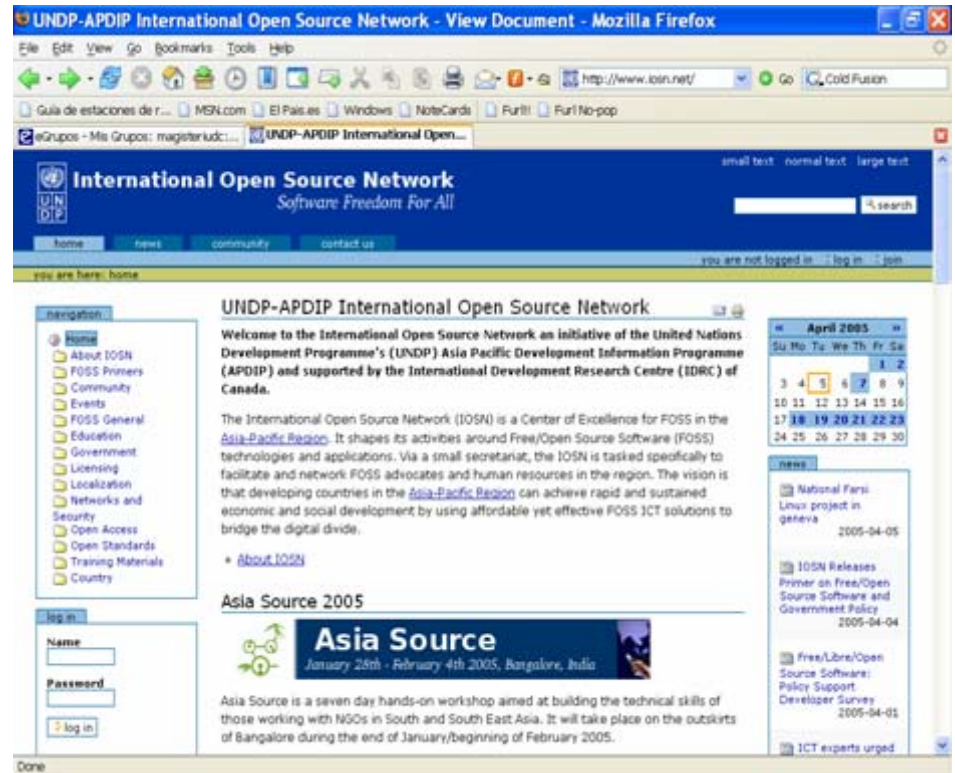 UNDP-APDIP International Open Source Network - View Document - Mozilla Firefox
File Edit View Go Bookmarks Tools Help
http://www.iosn.net/ Go Cold Fusion
Guia de estaciones de r... MSN.com El Pais.es Windows NoteCards Furl!! Furl No-pop
eGrupos - Mis Grupos: magisteriudc:... UNDP-APDIP International Open...
small text normal text large text
UNDP
International Open Source Network
Software Freedom For All
search
home news community contact us
you are not logged in log in join
you are here: home
navigation
Home
About IOSN
FOSS Primers
Community
Events
FOSS General
Education
Government
Licensing
Localization
Networks and
Security
Open Access
Open Standards
Training Materials
Country
log in
Name
Password
log in
UNDP-APDIP International Open Source Network
Welcome to the International Open Source Network an initiative of the United Nations
Development Programme's (UNDP) Asia Pacific Development Information Programme
(APDIP) and supported by the International Development Research Centre (IDRC) of
Canada.
The International Open Source Network (IOSN) is a Center of Excellence for FOSS in the
Asia-Pacific Region. It shapes its activities around Free/Open Source Software (FOSS)
technologies and applications. Via a small secretariat, the IOSN is tasked specifically to
facilitate and network FOSS advocates and human resources in the region. The vision is
that developing countries in the Asia-Pacific Region can achieve rapid and sustained
economic and social development by using affordable yet effective FOSS ICT solutions to
bridge the digital divide.
About IOSN
Asia Source 2005
Asia Source
January 28th - February 4th 2005, Bangalore, India
Asia Source is a seven day hands-on workshop aimed at building the technical skills of
those working with NGOs in South and South East Asia. It will take place on the outskirts
of Bangalore during the end of January/beginning of February 2005.
« April 2005 »
Su Mo Tu We Th Fr Sa
1 2
3 4 5 6 7 8 9
10 11 12 13 14 15 16
17 18 19 20 21 22 23
24 25 26 27 28 29 30
news
National Farsi
Linux project in
geneva
2005-04-05
IOSN Releases
Primer on Free/Open
Source Software and
Government Policy
2005-04-04
Free/Libre/Open
Source Software:
Policy Support
Developer Survey
2005-04-01
ICT experts urged
Done